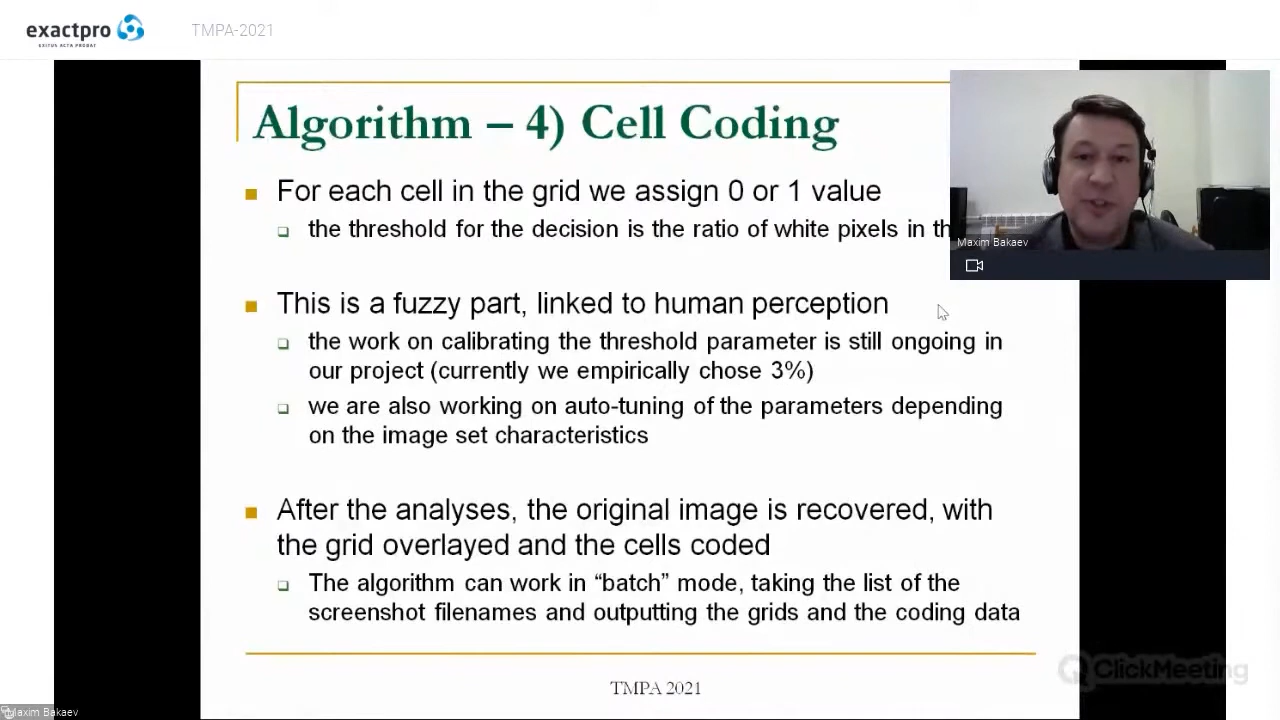 exactpro
EXITUS ACTA PROBAT
TMPA-2021
Algorithm – 4) Cell Coding
For each cell in the grid we assign 0 or 1 value
the threshold for the decision is the ratio of white pixels in th
Maxim Bakaev
This is a fuzzy part, linked to human perception
the work on calibrating the threshold parameter is still ongoing in
our project (currently we empirically chose 3%)
we are also working on auto-tuning of the parameters depending
on the image set characteristics
After the analyses, the original image is recovered, with
the grid overlayed and the cells coded
The algorithm can work in “batch” mode, taking the list of the
screenshot filenames and outputting the grids and the coding data
ClickMeeting
TMPA 2021
Maxim Bakaev